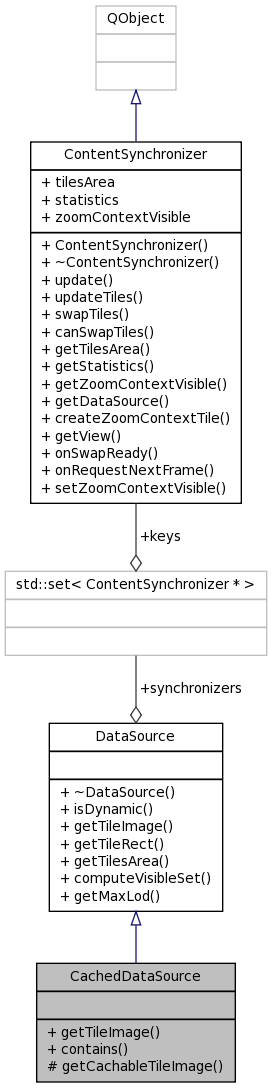 QObject
ContentSynchronizer
+ tilesArea
+ statistics
+ zoomContextVisible
+ ContentSynchronizer()
+ ~ContentSynchronizer()
+ update()
+ updateTiles()
+ swapTiles()
+ canSwapTiles()
+ getTilesArea()
+ getStatistics()
+ getZoomContextVisible()
+ getDataSource()
+ createZoomContextTile()
+ getView()
+ onSwapReady()
+ onRequestNextFrame()
+ setZoomContextVisible()
+keys
std::set< ContentSynchronizer * >
+synchronizers
DataSource
+ ~DataSource()
+ isDynamic()
+ getTileImage()
+ getTileRect()
+ getTilesArea()
+ computeVisibleSet()
+ getMaxLod()
CachedDataSource
+ getTileImage()
+ contains()
# getCachableTileImage()